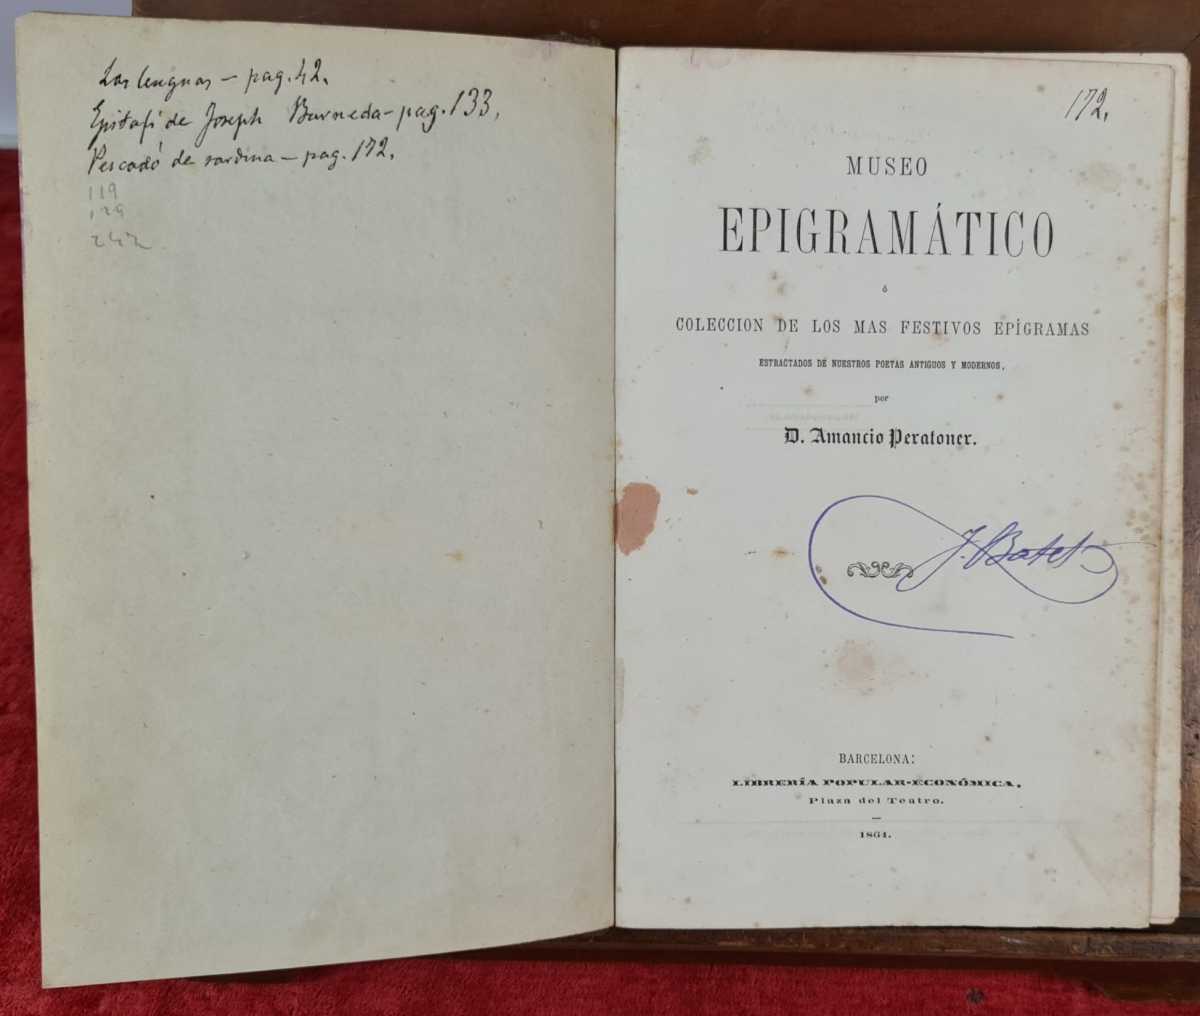 Las lenguas — pag. 42.
Epitafi de Joseph Burneda — pag. 133,
Pescadó de sardina — pag. 172.
119
129
242
172.
MUSEO
EPIGRAMÁTICO
ó
COLECCION DE LOS MAS FESTIVOS EPÍGRAMAS
ESTRACTADOS DE NUESTROS POETAS ANTIGUOS Y MODERNOS,
por
D. Amancio Peratoner.
J. Batet
BARCELONA:
LIBRERÍA POPULAR-ECONÓMICA,
Plaza del Teatro.
—
1864.